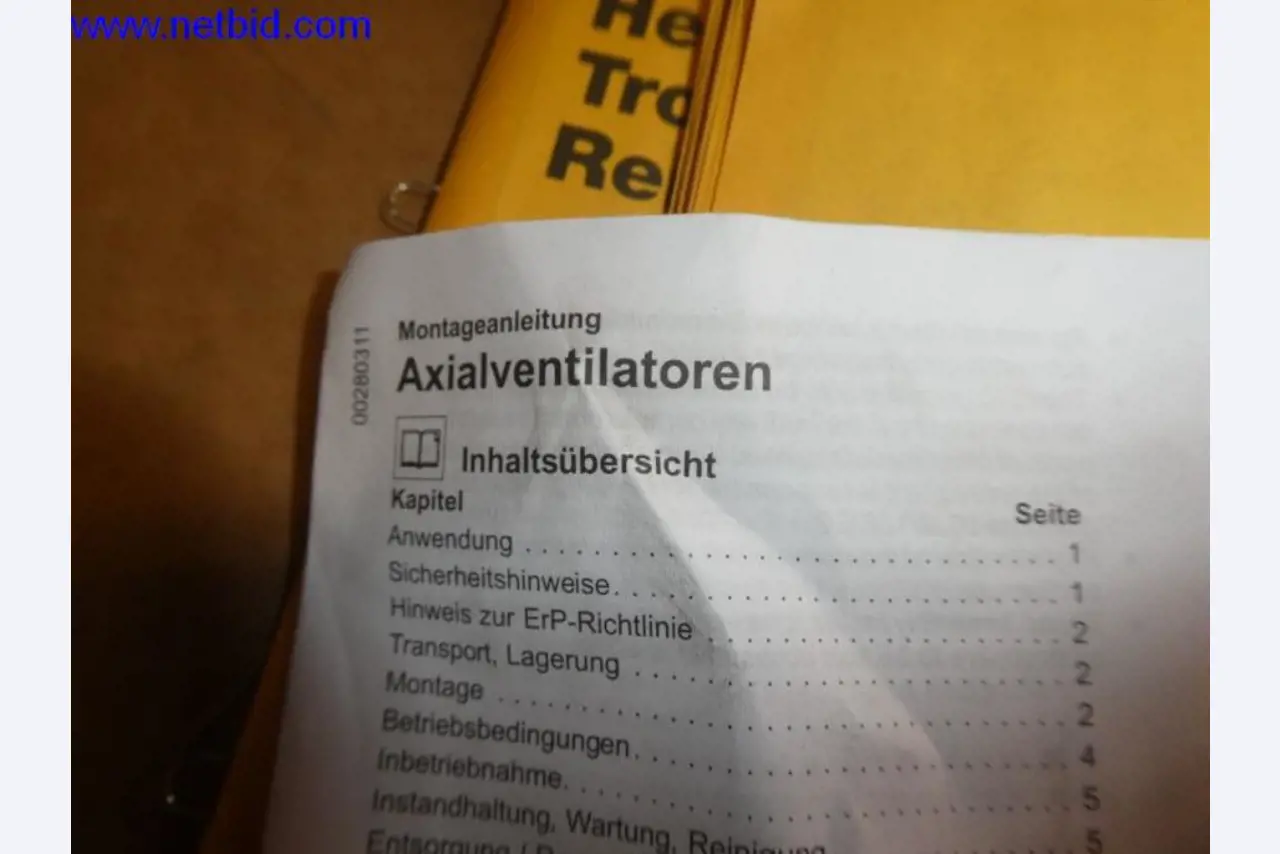 www.netbid.com
He
Tro
Re
00280311
Montageanleitung
Axialventilatoren
Inhaltsübersicht
Kapitel Seite
Anwendung . . . . . . . . . . . . . . . . . . . . . . . . . . . . . . 1
Sicherheitshinweise. . . . . . . . . . . . . . . . . . . . . . . . . 1
Hinweis zur ErP-Richtlinie . . . . . . . . . . . . . . . . . . . . 2
Transport, Lagerung . . . . . . . . . . . . . . . . . . . . . . . . 2
Montage . . . . . . . . . . . . . . . . . . . . . . . . . . . . . . . . 2
Betriebsbedingungen. . . . . . . . . . . . . . . . . . . . . . . . 4
Inbetriebnahme. . . . . . . . . . . . . . . . . . . . . . . . . . . . 5
Instandhaltung, Wartung, Reinigung 5
Entsorgung /